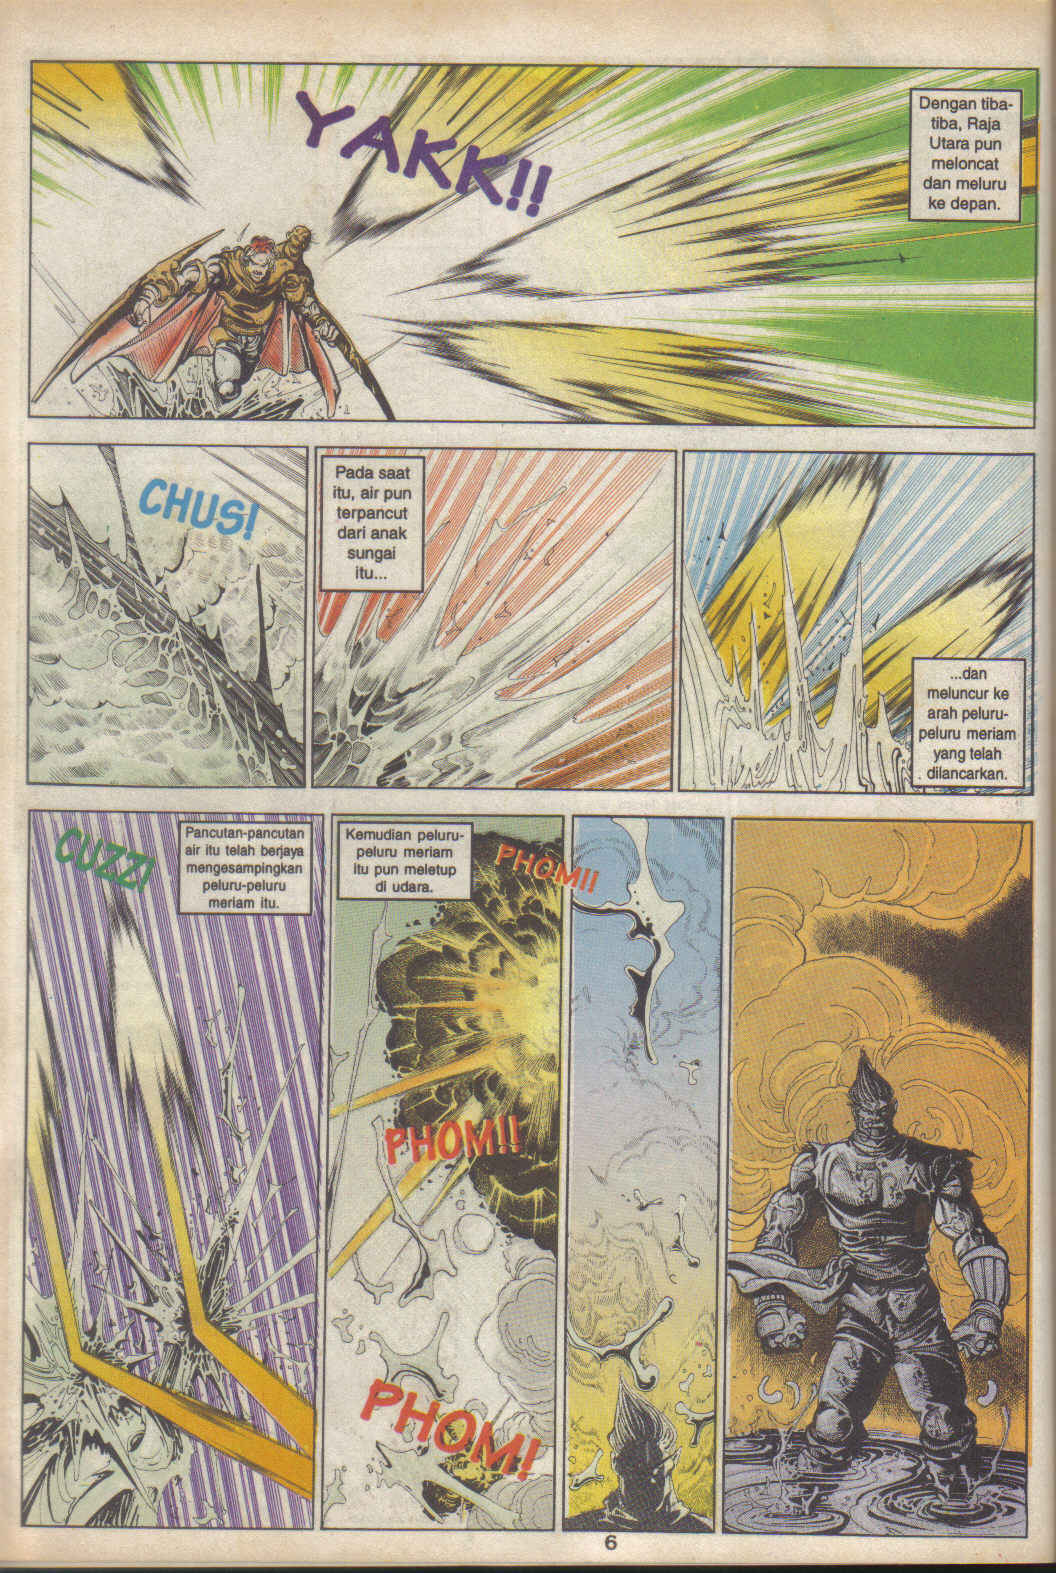 YAKK!!
Dengan tiba-
tiba, Raja
Utara pun
meloncat
dan meluru
ke depan.
CHUS!
Pada saat
itu, air pun
terpancut
dari anak
sungai
itu...
...dan
meluncur ke
arah peluru-
peluru meriam
yang telah
dilancarkan.
CUZZ!
Pancutan-pancutan
air itu telah berjaya
mengesampingkan
peluru-peluru
meriam itu.
Kemudian peluru-
peluru meriam
itu pun meletup
di udara.
PHOM!!
PHOM!!
PHOM!
6